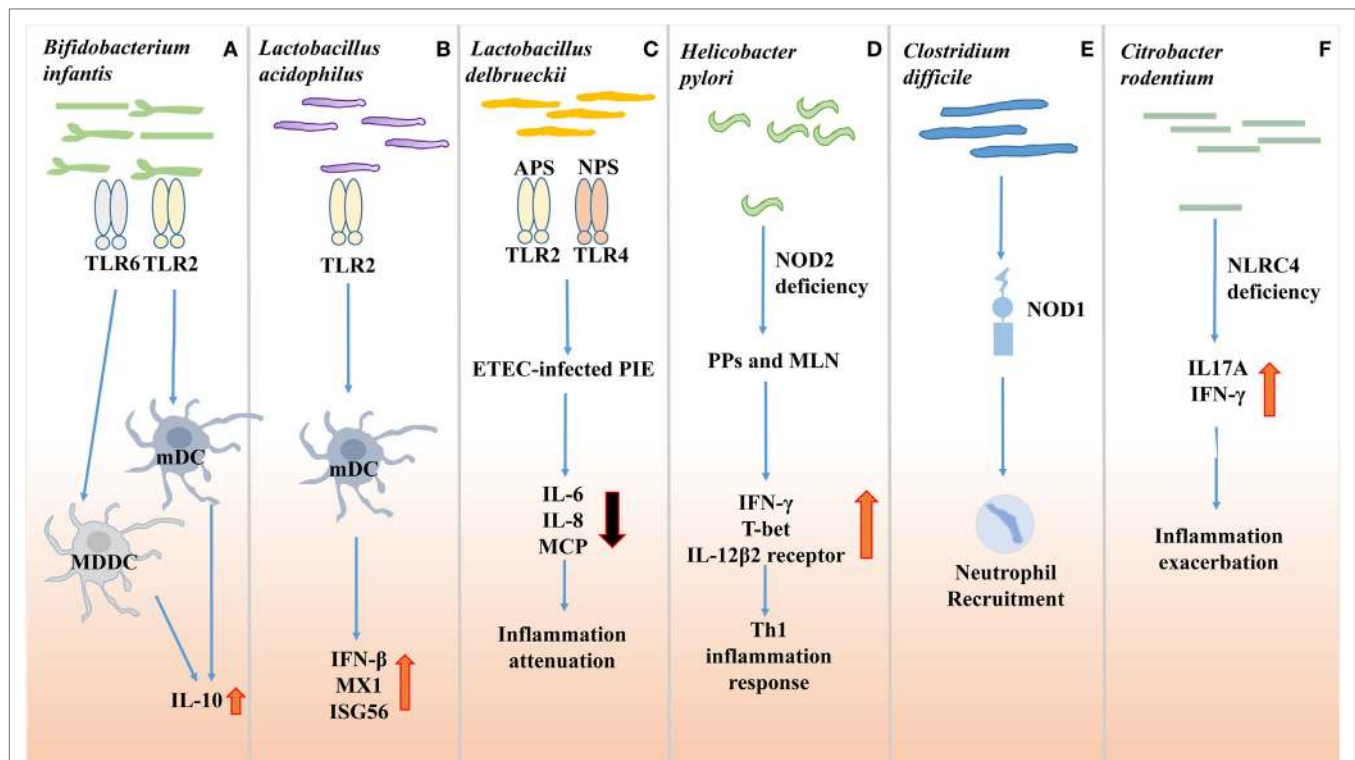 Bifidobacterium
infantis
A
TLR6 TLR2
mDC
MDDC
IL-10
Lactobacillus
acidophilus
B
TLR2
mDC
IFN-β
MX1
ISG56
Lactobacillus
delbrueckii
C
APS NPS
TLR2 TLR4
ETEC-infected PIE
IL-6
IL-8
MCP
Inflammation
attenuation
Helicobacter
pylori
D
NOD2
deficiency
PPs and MLN
IFN-γ
T-bet
IL-12β2 receptor
Th1
inflammation
response
Clostridium
difficile
E
NOD1
Neutrophil
Recruitment
Citrobacter
rodentium
F
NLRC4
deficiency
IL17A
IFN-γ
Inflammation
exacerbation